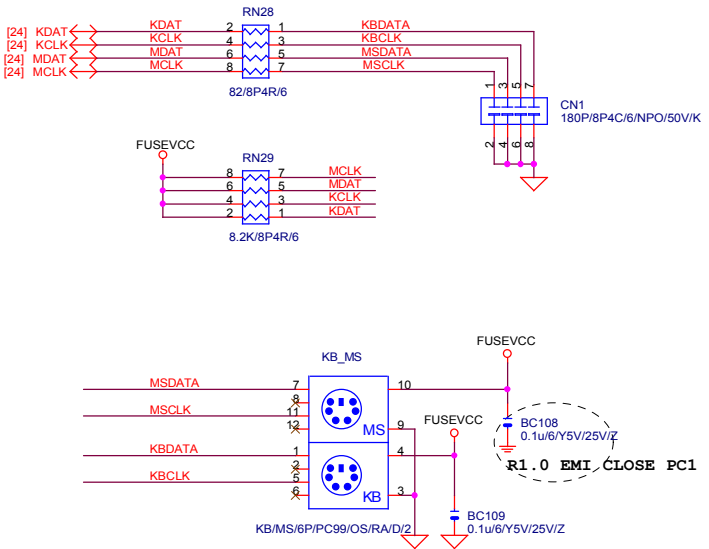 RN28
[24] KDAT KDAT 2 1 KBDATA
[24] KCLK KCLK 4 3 KBCLK
[24] MDAT MDAT 6 5 MSDATA
[24] MCLK MCLK 8 7 MSCLK
82/8P4R/6
1 3 5 7
CN1
180P/8P4C/6/NPO/50V/K
2 4 6 8
FUSEVCC
RN29
8 7 MCLK
6 5 MDAT
4 3 KCLK
2 1 KDAT
8.2K/8P4R/6
FUSEVCC
KB_MS
MSDATA 7 10
8
MSCLK 11
12 MS 9
FUSEVCC
BC108
0.1u/6/Y5V/25V/Z
R1.0 EMI CLOSE PC1
KBDATA 1 4
2
KBCLK 5
6 KB 3
KB/MS/6P/PC99/OS/RA/D/2
BC109
0.1u/6/Y5V/25V/Z